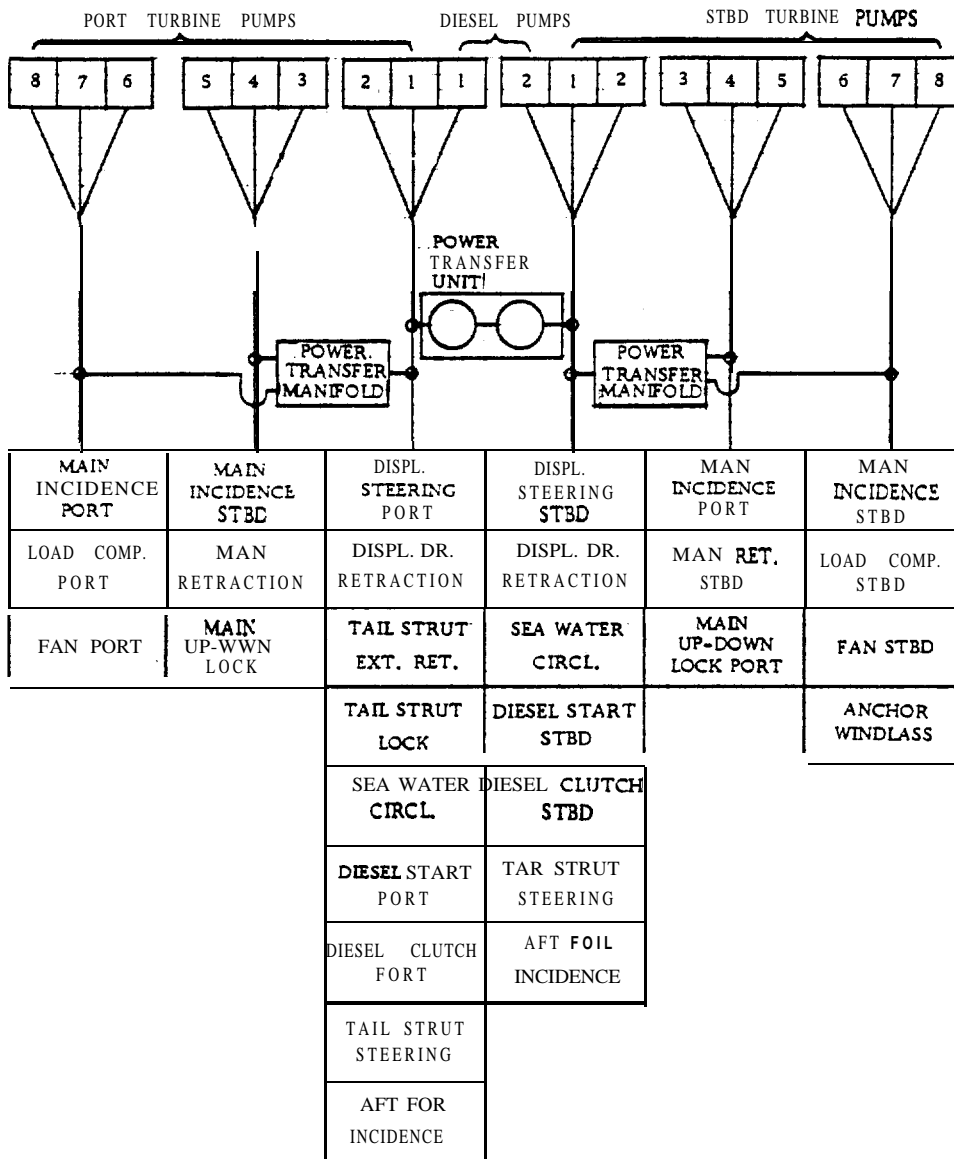 PORT TURBINE PUMPS
DIESEL PUMPS
STBD TURBINE PUMPS
8 7 6
5 4 3
2 1 1
2 1 2
3 4 5
6 7 8
POWER
TRANSFER
UNIT
POWER.
TRANSFER
MANIFOLD
POWER
TRANSFER
MANIFOLD
MAIN
INCIDENCE
PORT
MAIN
INCIDENCE
STBD
DISPL.
STEERING
PORT
DISPL.
STEERING
STBD
MAN
INCIDENCE
PORT
MAN
INCIDENCE
STBD
LOAD COMP.
PORT
MAN
RETRACTION
DISPL. DR.
RETRACTION
DISPL. DR.
RETRACTION
MAN RET.
STBD
LOAD COMP.
STBD
FAN PORT
MAIN
UP-WWN
LOCK
TAIL STRUT
EXT. RET.
SEA WATER
CIRCL.
MAIN
UP-DOWN
LOCK PORT
FAN STBD
TAIL STRUT
LOCK
DIESEL START
STBD
ANCHOR
WINDLASS
SEA WATER
CIRCL.
DIESEL CLUTCH
STBD
DIESEL START
PORT
TAR STRUT
STEERING
DIESEL CLUTCH
FORT
AFT FOIL
INCIDENCE
TAIL STRUT
STEERING
AFT FOR
INCIDENCE